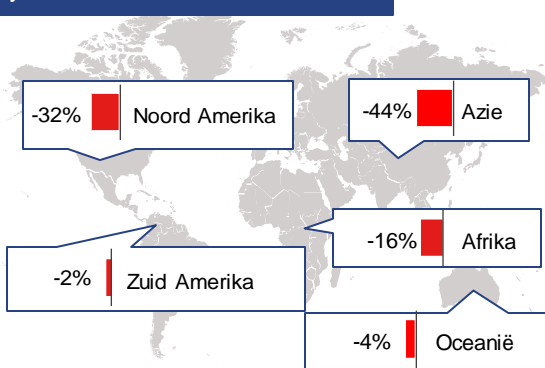 -32% Noord Amerika
-44% Azie
-16% Afrika
-2% Zuid Amerika
-4% Oceanië